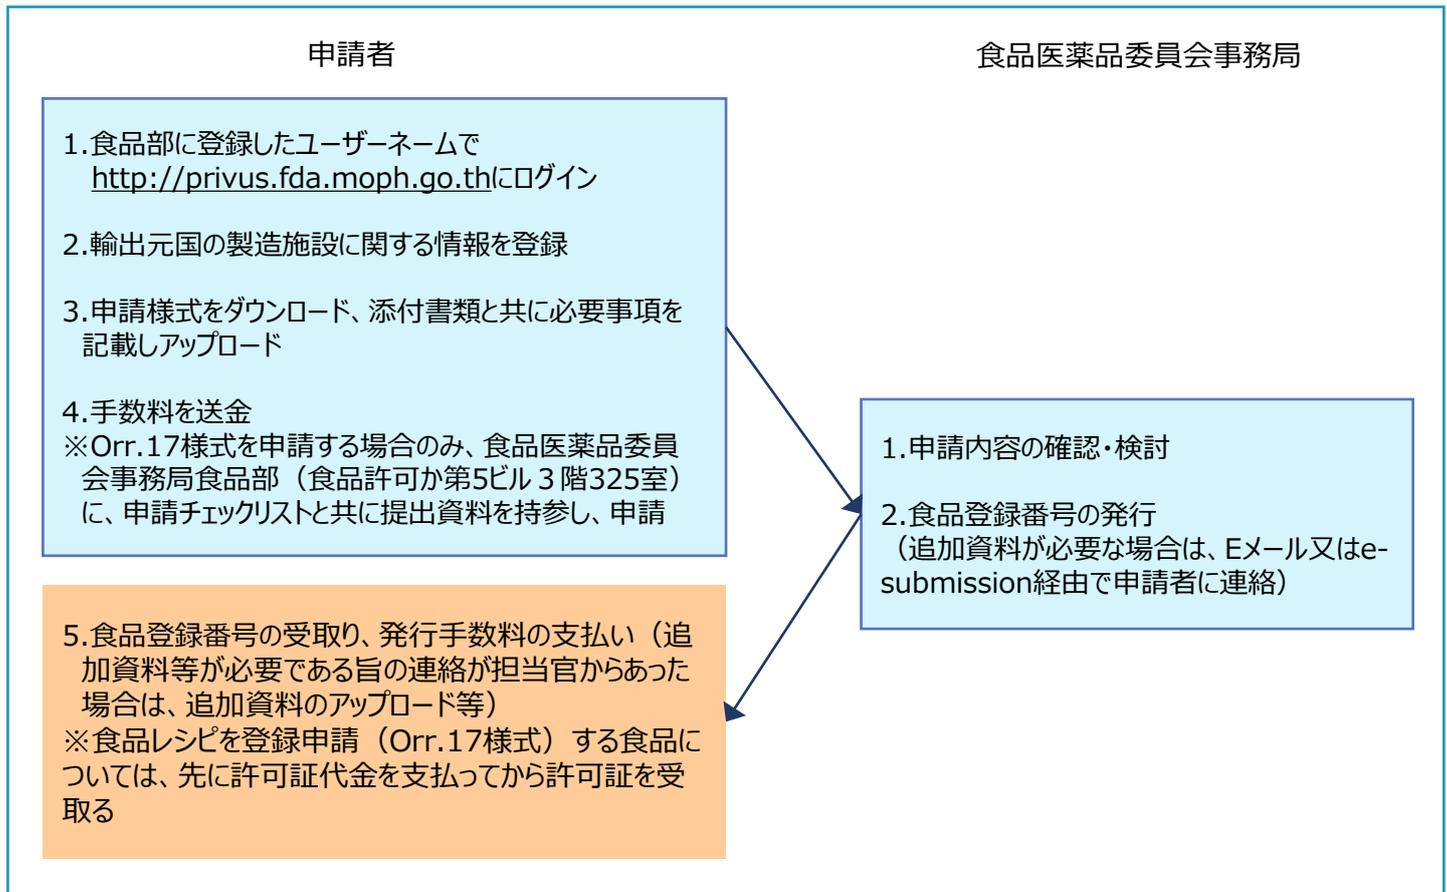 申請者
食品医薬品委員会事務局
1.食品部に登録したユーザーネームで
http://privus.fda.moph.go.thにログイン
2.輸出元国の製造施設に関する情報を登録
3.申請様式をダウンロード、添付書類と共に必要事項を
記載しアップロード
4.手数料を送金
※Orr.17様式を申請する場合のみ、食品医薬品委員
会事務局食品部（食品許可か第5ビル３階325室）
に、申請チェックリストと共に提出資料を持参し、申請
1.申請内容の確認・検討
2.食品登録番号の発行
（追加資料が必要な場合は、Eメール又はe-
submission経由で申請者に連絡）
5.食品登録番号の受取り、発行手数料の支払い（追
加資料等が必要である旨の連絡が担当官からあった
場合は、追加資料のアップロード等）
※食品レシピを登録申請（Orr.17様式）する食品に
ついては、先に許可証代金を支払ってから許可証を受
取る